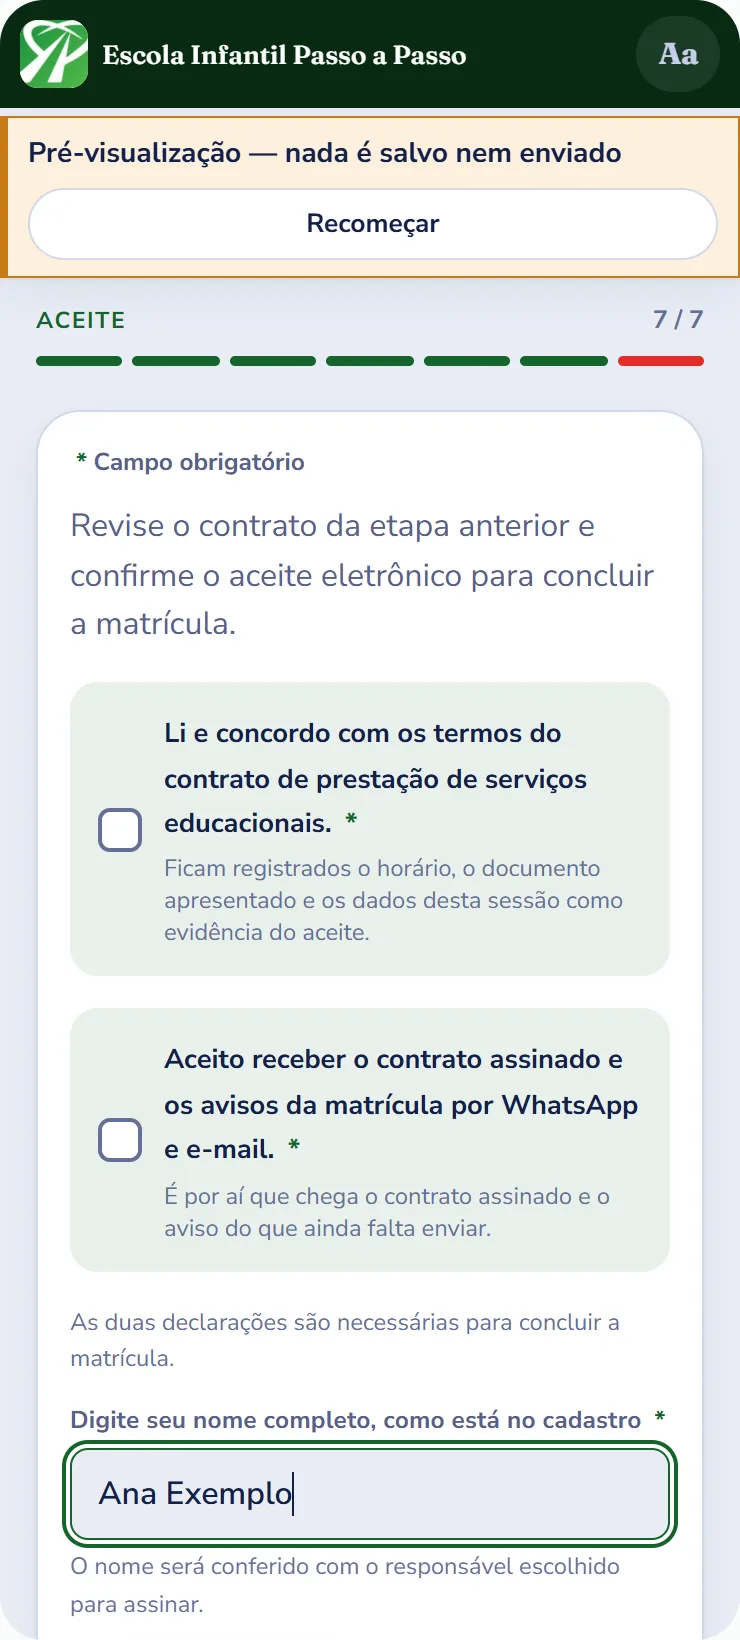 Escola Infantil Passo a Passo
Aa
Pré-visualização — nada é salvo nem enviado
Recomeçar
ACEITE
7 / 7
* Campo obrigatório
Revise o contrato da etapa anterior e
confirme o aceite eletrônico para concluir
a matrícula.
Li e concordo com os termos do
contrato de prestação de serviços
educacionais. *
Ficam registrados o horário, o documento
apresentado e os dados desta sessão como
evidência do aceite.
Aceito receber o contrato assinado e
os avisos da matrícula por WhatsApp
e e-mail. *
É por aí que chega o contrato assinado e o
aviso do que ainda falta enviar.
As duas declarações são necessárias para concluir a
matrícula.
Digite seu nome completo, como está no cadastro *
Ana Exemplo
O nome será conferido com o responsável escolhido
para assinar.